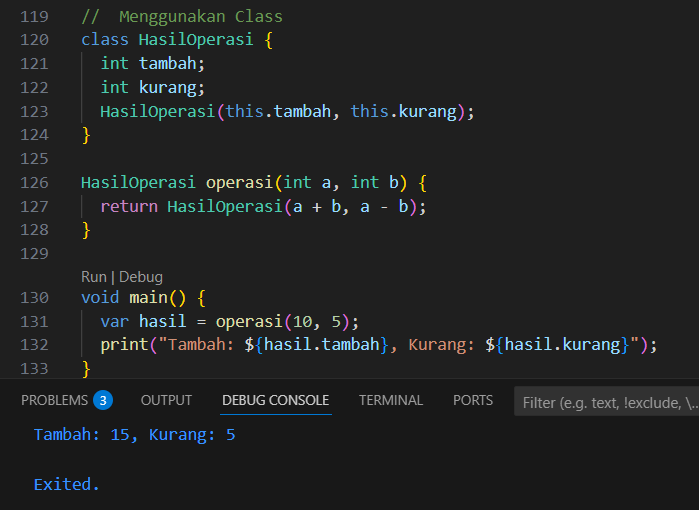 119 //  Menggunakan Class
120 class HasilOperasi {
121   int tambah;
122   int kurang;
123   HasilOperasi(this.tambah, this.kurang);
124 }
125
126 HasilOperasi operasi(int a, int b) {
127   return HasilOperasi(a + b, a - b);
128 }
129
Run | Debug
130 void main() {
131   var hasil = operasi(10, 5);
132   print("Tambah: ${hasil.tambah}, Kurang: ${hasil.kurang}");
133 }
PROBLEMS 3 OUTPUT DEBUG CONSOLE TERMINAL PORTS Filter (e.g. text, !exclude, \...
Tambah: 15, Kurang: 5
Exited.